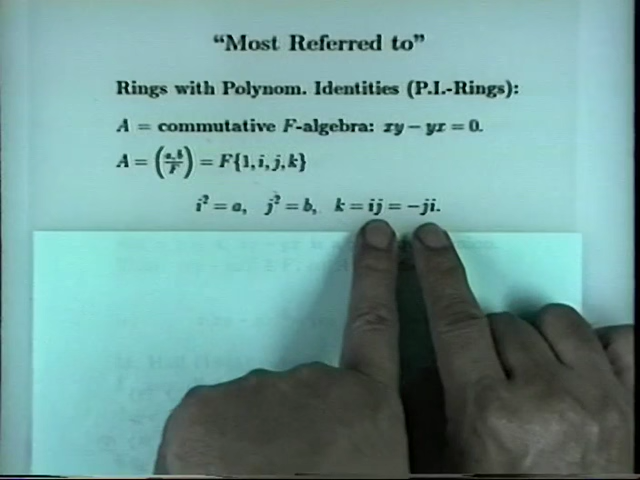 “Most Referred to”
Rings with Polynom. Identities (P.I.-Rings):
A = commutative F-algebra: xy − yx = 0.
A = (a,b/F) = F{1, i, j, k}
i² = a, j² = b, k = ij = −ji.